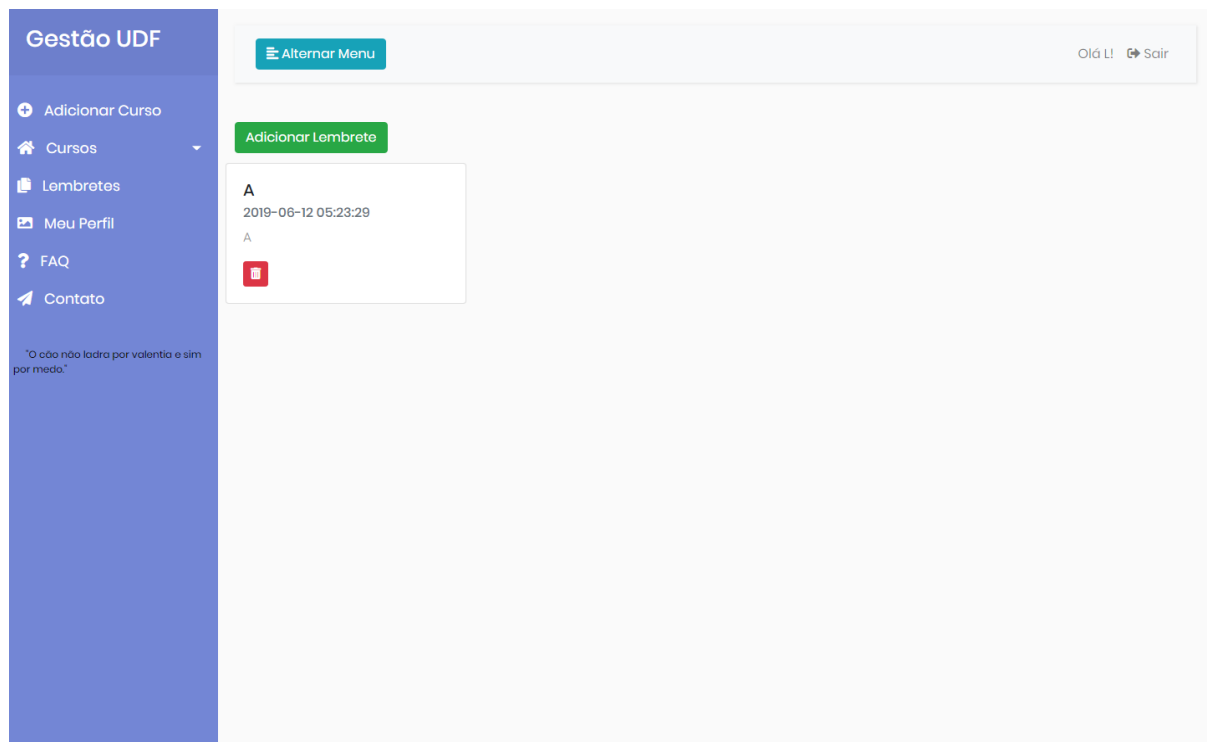 Gestão UDF
Alternar Menu
Olá L! Sair
Adicionar Curso
Cursos
Lembretes
Meu Perfil
FAQ
Contato
"O cão não ladra por valentia e sim
por medo."
Adicionar Lembrete
A
2019-06-12 05:23:29
A